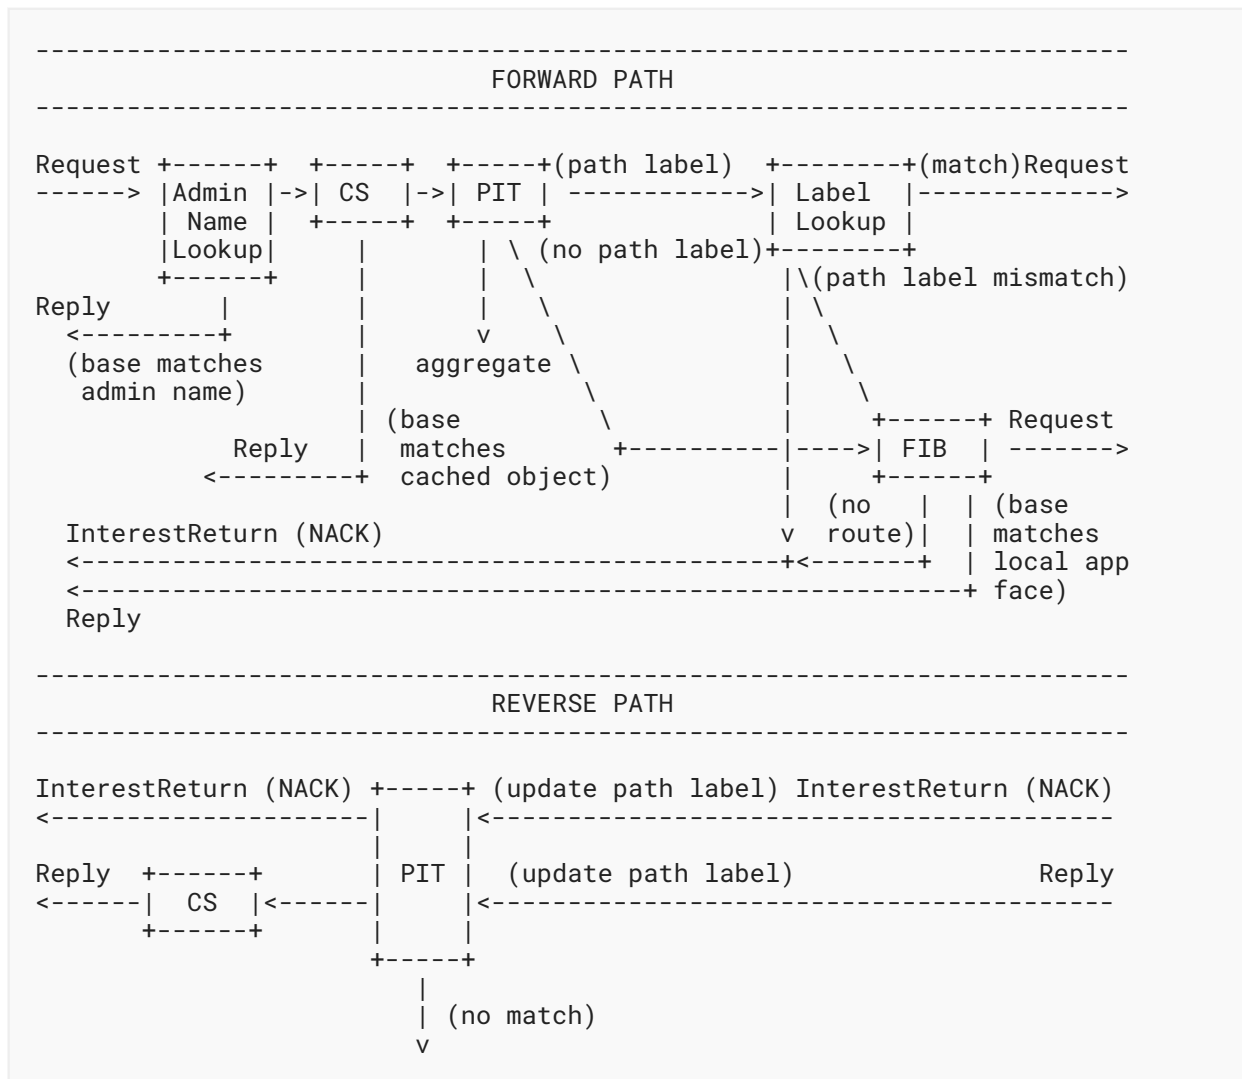 ------------------------------------------------------------------------
                              FORWARD PATH
------------------------------------------------------------------------

Request +------+  +-----+  +-----+(path label)  +--------+(match)Request
------> |Admin |->| CS  |->| PIT | ------------>| Label  |------------->
        | Name |  +-----+  +-----+              | Lookup |
        |Lookup|     |       | \ (no path label)+--------+
        +------+     |       |  \                |\(path label mismatch)
Reply       |        |       |   \               | \
  <---------+        |       v    \              |  \
  (base matches      |   aggregate \             |   \
   admin name)       |              \            |    \
                     | (base         \           |     +------+ Request
             Reply   |  matches       +----------|---->| FIB  | ------->
           <---------+  cached object)           |     +------+
                                                 |  (no   |  | (base
  InterestReturn (NACK)                          v  route)|  | matches
  <----------------------------------------------+<-------+  | local app
  <----------------------------------------------------------+ face)
  Reply

------------------------------------------------------------------------
                              REVERSE PATH
------------------------------------------------------------------------

InterestReturn (NACK) +-----+ (update path label) InterestReturn (NACK)
<---------------------|     |<-----------------------------------------
                      |     |
Reply  +------+       | PIT |  (update path label)                Reply
<------|  CS  |<------|     |<-----------------------------------------
       +------+       |     |
                      +-----+
                         |
                         | (no match)
                         v